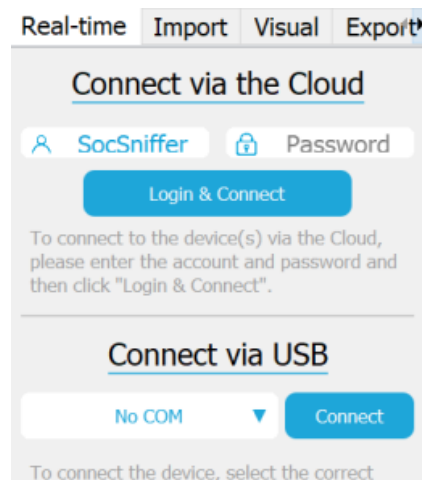 Real-time Import Visual Export
Connect via the Cloud
SocSniffer Password
Login & Connect
To connect to the device(s) via the Cloud,
please enter the account and password and
then click "Login & Connect".
Connect via USB
No COM Connect
To connect the device, select the correct